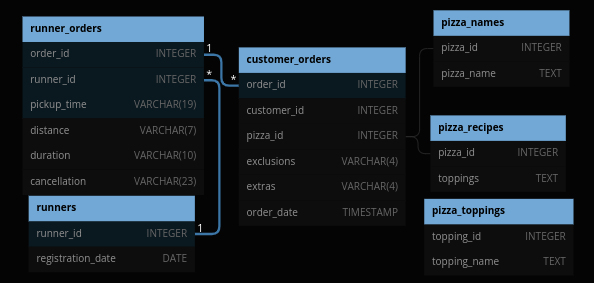 runner_orders
order_id INTEGER
runner_id INTEGER
pickup_time VARCHAR(19)
distance VARCHAR(7)
duration VARCHAR(10)
cancellation VARCHAR(23)
runners
runner_id INTEGER
registration_date DATE
1
*
*
1
customer_orders
order_id INTEGER
customer_id INTEGER
pizza_id INTEGER
exclusions VARCHAR(4)
extras VARCHAR(4)
order_date TIMESTAMP
pizza_names
pizza_id INTEGER
pizza_name TEXT
pizza_recipes
pizza_id INTEGER
toppings TEXT
pizza_toppings
topping_id INTEGER
topping_name TEXT